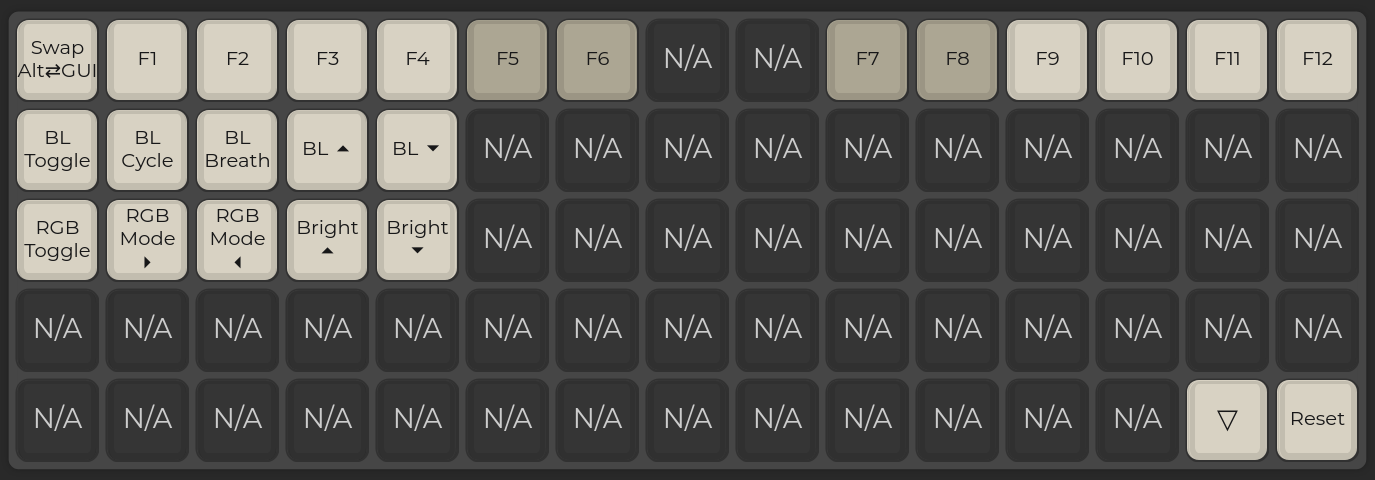 Swap Alt⇄GUI F1 F2 F3 F4 F5 F6 N/A N/A F7 F8 F9 F10 F11 F12
BL Toggle BL Cycle BL Breath BL ▲ BL ▼ N/A N/A N/A N/A N/A N/A N/A N/A N/A N/A
RGB Toggle RGB Mode ▶ RGB Mode ◀ Bright ▲ Bright ▼ N/A N/A N/A N/A N/A N/A N/A N/A N/A N/A
N/A N/A N/A N/A N/A N/A N/A N/A N/A N/A N/A N/A N/A N/A N/A
N/A N/A N/A N/A N/A N/A N/A N/A N/A N/A N/A N/A N/A ▽ Reset